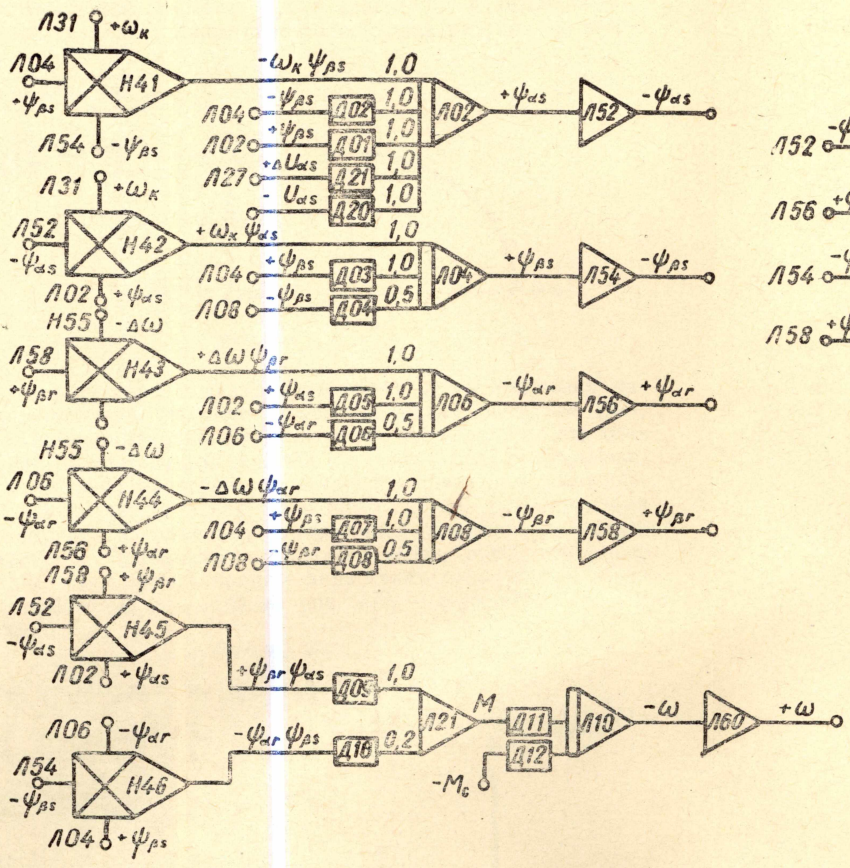 Л31 +ωк
Л04 Н41 -ωк ψβs 1,0
+ψβs -ψβs 1,0 Л02 +ψαs Л52 -ψαs
Л04 Д02
Л54 -ψβs Л02 +ψβs Д01 1,0
Л27 +ΔUαs Д21 1,0
- Uαs Д20 1,0
Л31 +ωк
Л52 Н42 +ωк ψαs 1,0
-ψαs Л04 +ψβs Д03 1,0 Л04 +ψβs Л54 -ψβs
Л02 +ψαs Л08 -ψβs Д04 0,5
Н55 -Δω
Л58 Н43 +Δω ψβr 1,0
+ψβr Л02 +ψαs Д05 1,0 Л06 -ψαr Л56 +ψαr
Л06 -ψαr Д06 0,5
Н55 -Δω
Л06 Н44 -Δω ψαr 1,0
-ψαr Л04 +ψβs Д07 1,0 Л08 -ψβr Л58 +ψβr
Л56 +ψαr Л08 -ψβr Д08 0,5
Л58 +ψβr
Л52 Н45
-ψαs
Л02 +ψαs +ψβr ψαs Д09 1,0
Л21 М Д11 Л10 -ω Л60 +ω
Л06 -ψαr -ψαr ψβs Д10 0,2 Д12
Л54 Н46 -Мс
-ψβs
Л04 +ψβs
Л52 -ψ
Л56 +ψ
Л54 -ψ
Л58 +ψ